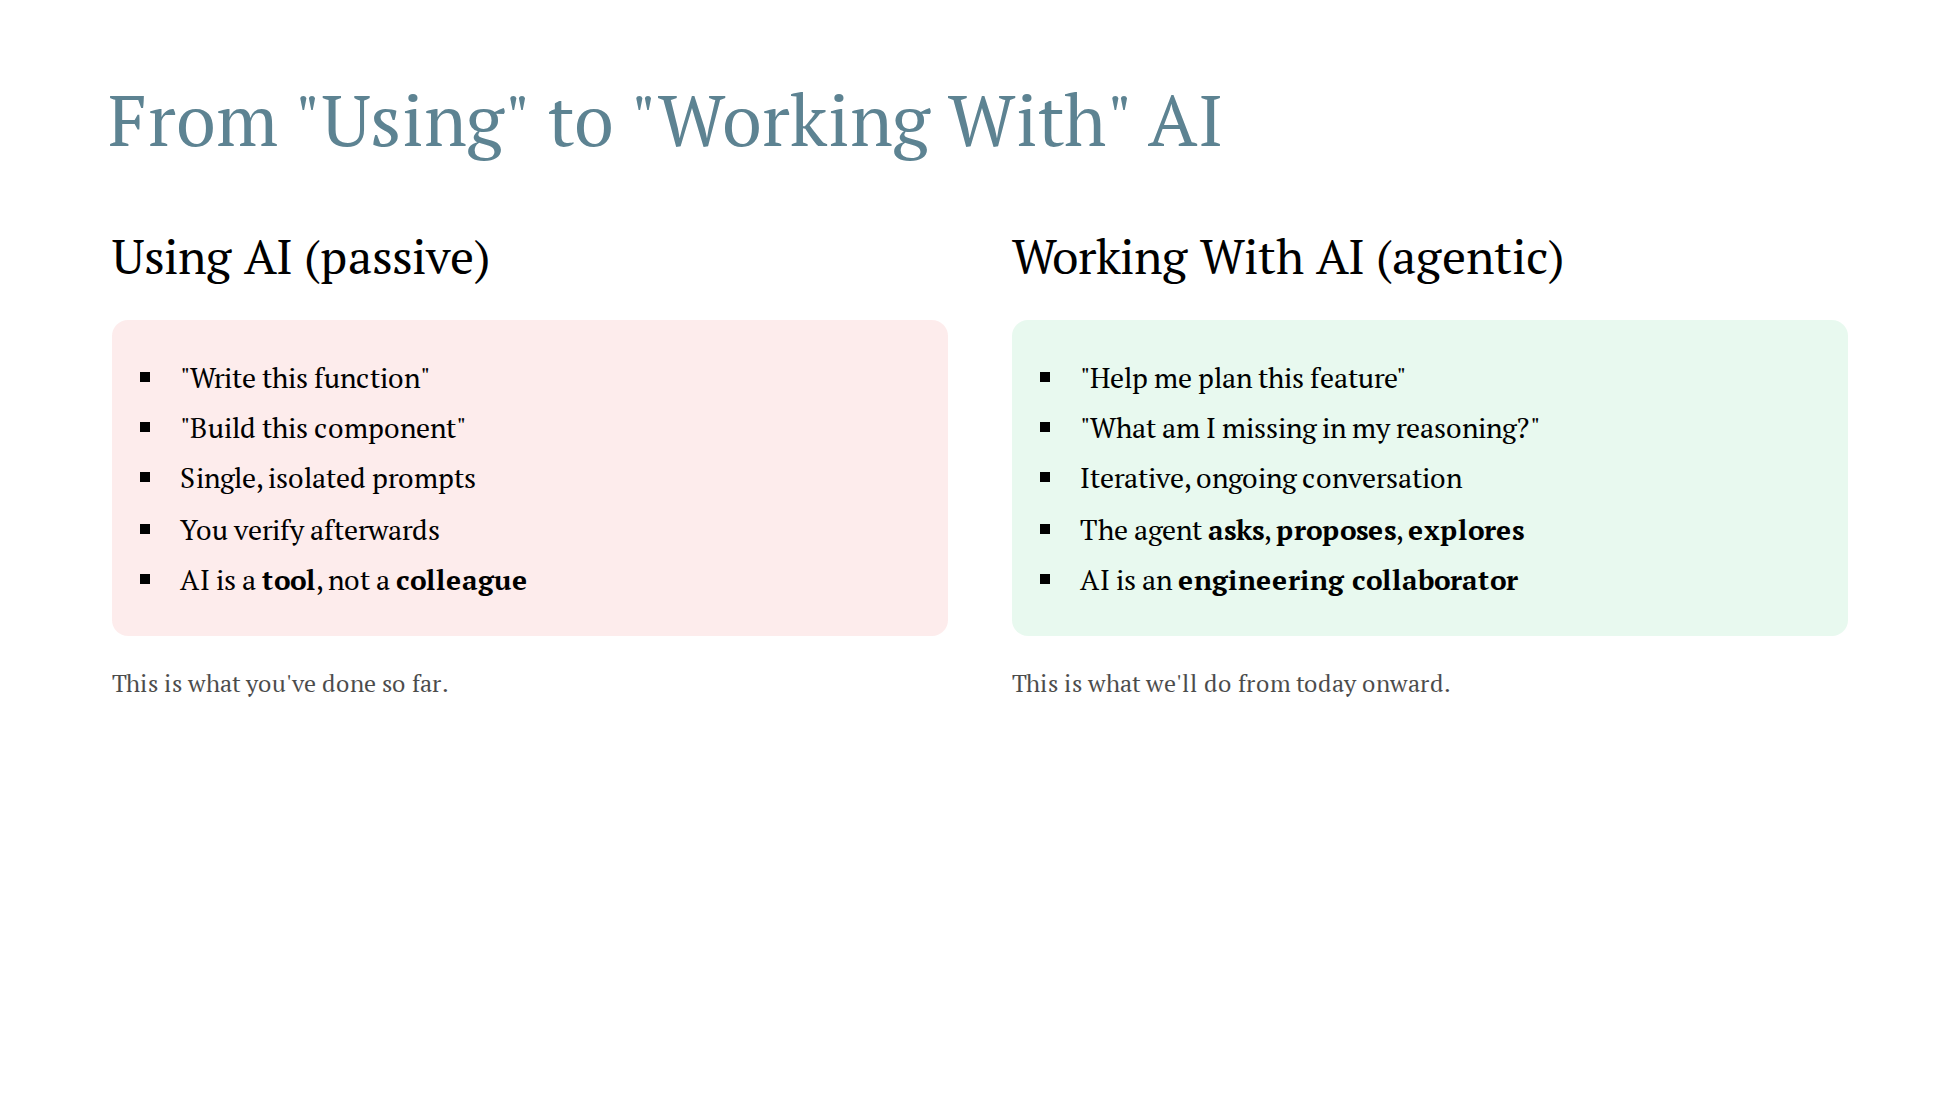 From "Using" to "Working With" AI
Using AI (passive)
"Write this function"
"Build this component"
Single, isolated prompts
You verify afterwards
AI is a tool, not a colleague
This is what you've done so far.
Working With AI (agentic)
"Help me plan this feature"
"What am I missing in my reasoning?"
Iterative, ongoing conversation
The agent asks, proposes, explores
AI is an engineering collaborator
This is what we'll do from today onward.